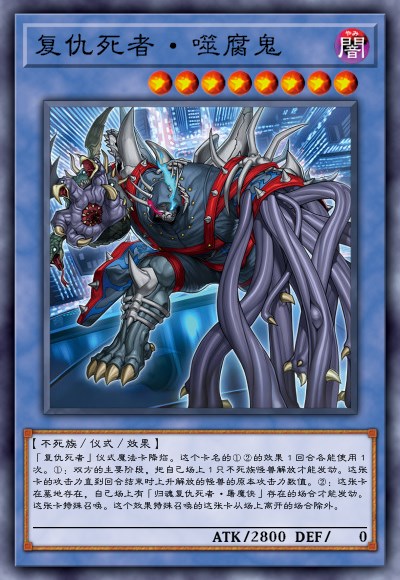 复仇死者・噬腐鬼
やみ
闇
【不死族/仪式/效果】
「复仇死者」仪式魔法卡降临。这个卡名的①②的效果1回合各能使用1
次。①：双方的主要阶段，把自己场上1只不死族怪兽解放才能发动。这张
卡的攻击力直到回合结束时上升解放的怪兽的原本攻击力数值。②：这张卡
在墓地存在，自己场上有「归魂复仇死者・屠魔侠」存在的场合才能发动。
这张卡特殊召唤。这个效果特殊召唤的这张卡从场上离开的场合除外。
ATK/2800 DEF/ 0